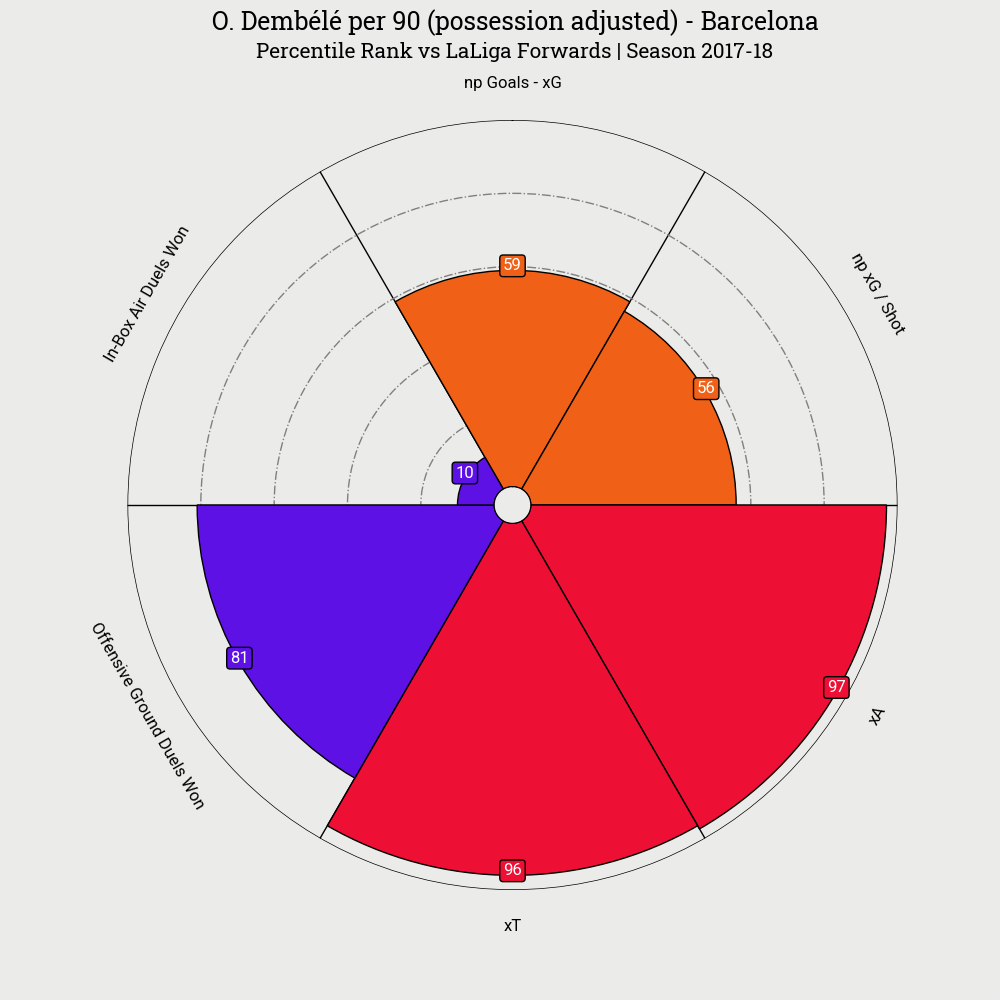 O. Dembélé per 90 (possession adjusted) - Barcelona
Percentile Rank vs LaLiga Forwards | Season 2017-18
np Goals - xG
In-Box Air Duels Won
np xG / Shot
59
56
10
81
97
96
Offensive Ground Duels Won
xA
xT